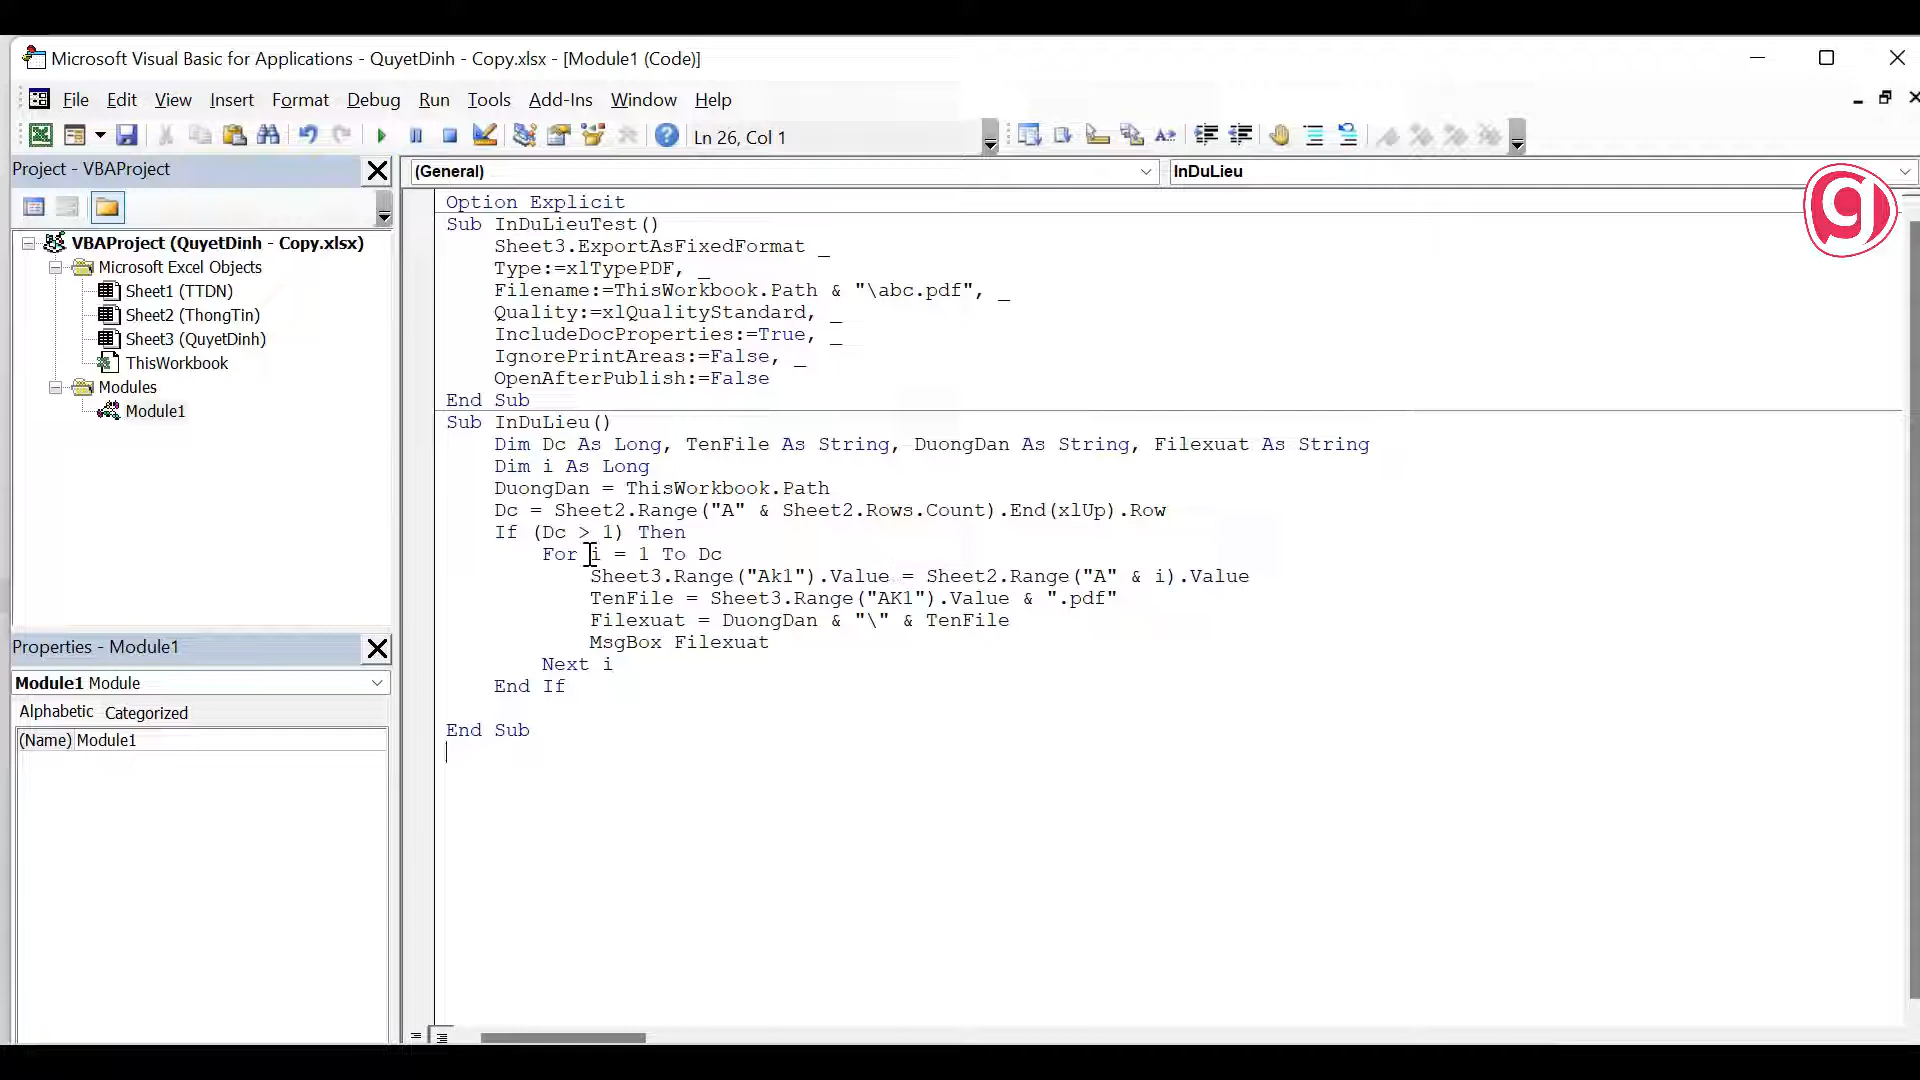 Microsoft Visual Basic for Applications - QuyetDinh - Copy.xlsx - [Module1 (Code)]
File Edit View Insert Format Debug Run Tools Add-Ins Window Help
Ln 26, Col 1
Project - VBAProject
VBAProject (QuyetDinh - Copy.xlsx)
Microsoft Excel Objects
Sheet1 (TTDN)
Sheet2 (ThongTin)
Sheet3 (QuyetDinh)
ThisWorkbook
Modules
Module1
Properties - Module1
Module1 Module
Alphabetic Categorized
(Name) Module1
(General)
InDuLieu
Option Explicit
Sub InDuLieuTest()
Sheet3.ExportAsFixedFormat _
Type:=xlTypePDF, _
Filename:=ThisWorkbook.Path & "\abc.pdf", _
Quality:=xlQualityStandard, _
IncludeDocProperties:=True, _
IgnorePrintAreas:=False, _
OpenAfterPublish:=False
End Sub
Sub InDuLieu()
Dim Dc As Long, TenFile As String, DuongDan As String, Filexuat As String
Dim i As Long
DuongDan = ThisWorkbook.Path
Dc = Sheet2.Range("A" & Sheet2.Rows.Count).End(xlUp).Row
If (Dc > 1) Then
For i = 1 To Dc
Sheet3.Range("Ak1").Value = Sheet2.Range("A" & i).Value
TenFile = Sheet3.Range("AK1").Value & ".pdf"
Filexuat = DuongDan & "\" & TenFile
MsgBox Filexuat
Next i
End If
End Sub